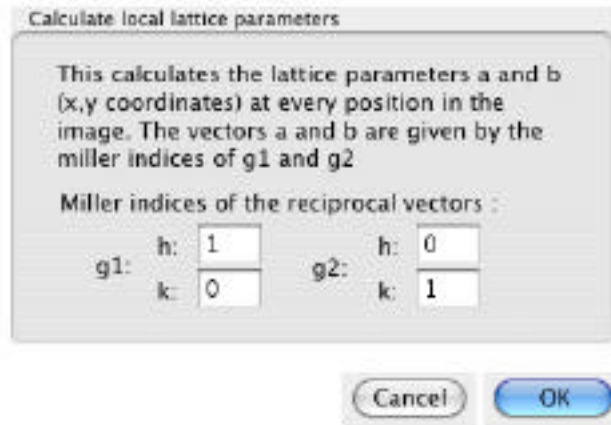 Calculate local lattice parameters
This calculates the lattice parameters a and b
(x,y coordinates) at every position in the
image. The vectors a and b are given by the
miller indices of g1 and g2
Miller indices of the reciprocal vectors :
g1: h: 1 g2: h: 0
k: 0 k: 1
Cancel OK